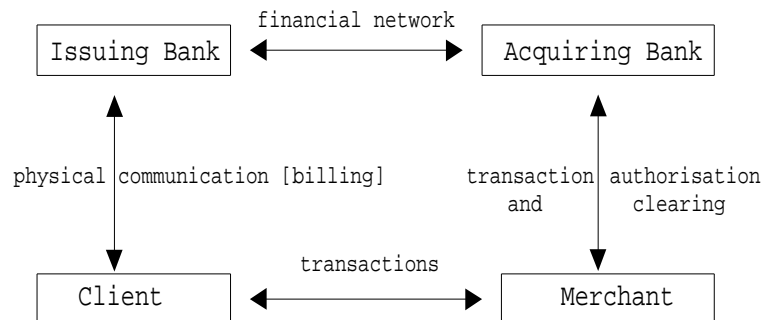 financial network
Issuing Bank
Acquiring Bank
physical communication [billing]
transaction authorisation
and clearing
transactions
Client
Merchant